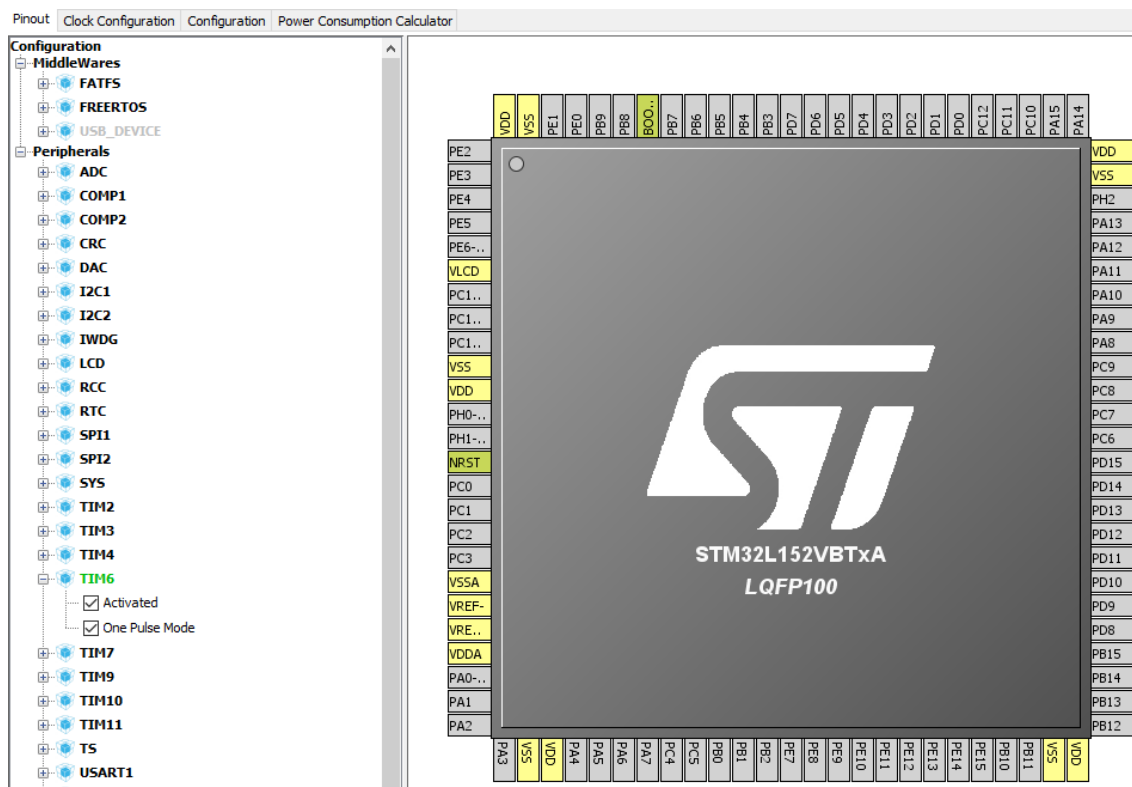 Pinout Clock Configuration Configuration Power Consumption Calculator
Configuration
MiddleWares
FATFS
FREERTOS
USB_DEVICE
Peripherals
ADC
COMP1
COMP2
CRC
DAC
I2C1
I2C2
IWDG
LCD
RCC
RTC
SPI1
SPI2
SYS
TIM2
TIM3
TIM4
TIM6
Activated
One Pulse Mode
TIM7
TIM9
TIM10
TIM11
TS
USART1
VDD
VSS
PE1
PE0
PB9
PB8
BOO..
PB7
PB6
PB5
PB4
PB3
PD7
PD6
PD5
PD4
PD3
PD2
PD1
PD0
PC12
PC11
PC10
PA15
PA14
PE2
PE3
PE4
PE5
PE6-..
VLCD
PC1..
PC1..
PC1..
VSS
VDD
PH0-..
PH1-..
NRST
PC0
PC1
PC2
PC3
VSSA
VREF-
VRE..
VDDA
PA0-..
PA1
PA2
ST
STM32L152VBTxA
LQFP100
VDD
VSS
PH2
PA13
PA12
PA11
PA10
PA9
PA8
PC9
PC8
PC7
PC6
PD15
PD14
PD13
PD12
PD11
PD10
PD9
PD8
PB15
PB14
PB13
PB12
PA3
VSS
VDD
PA4
PA5
PA6
PA7
PC4
PC5
PB0
PB1
PB2
PE7
PE8
PE9
PE10
PE11
PE12
PE13
PE14
PE15
PB10
PB11
VSS
VDD